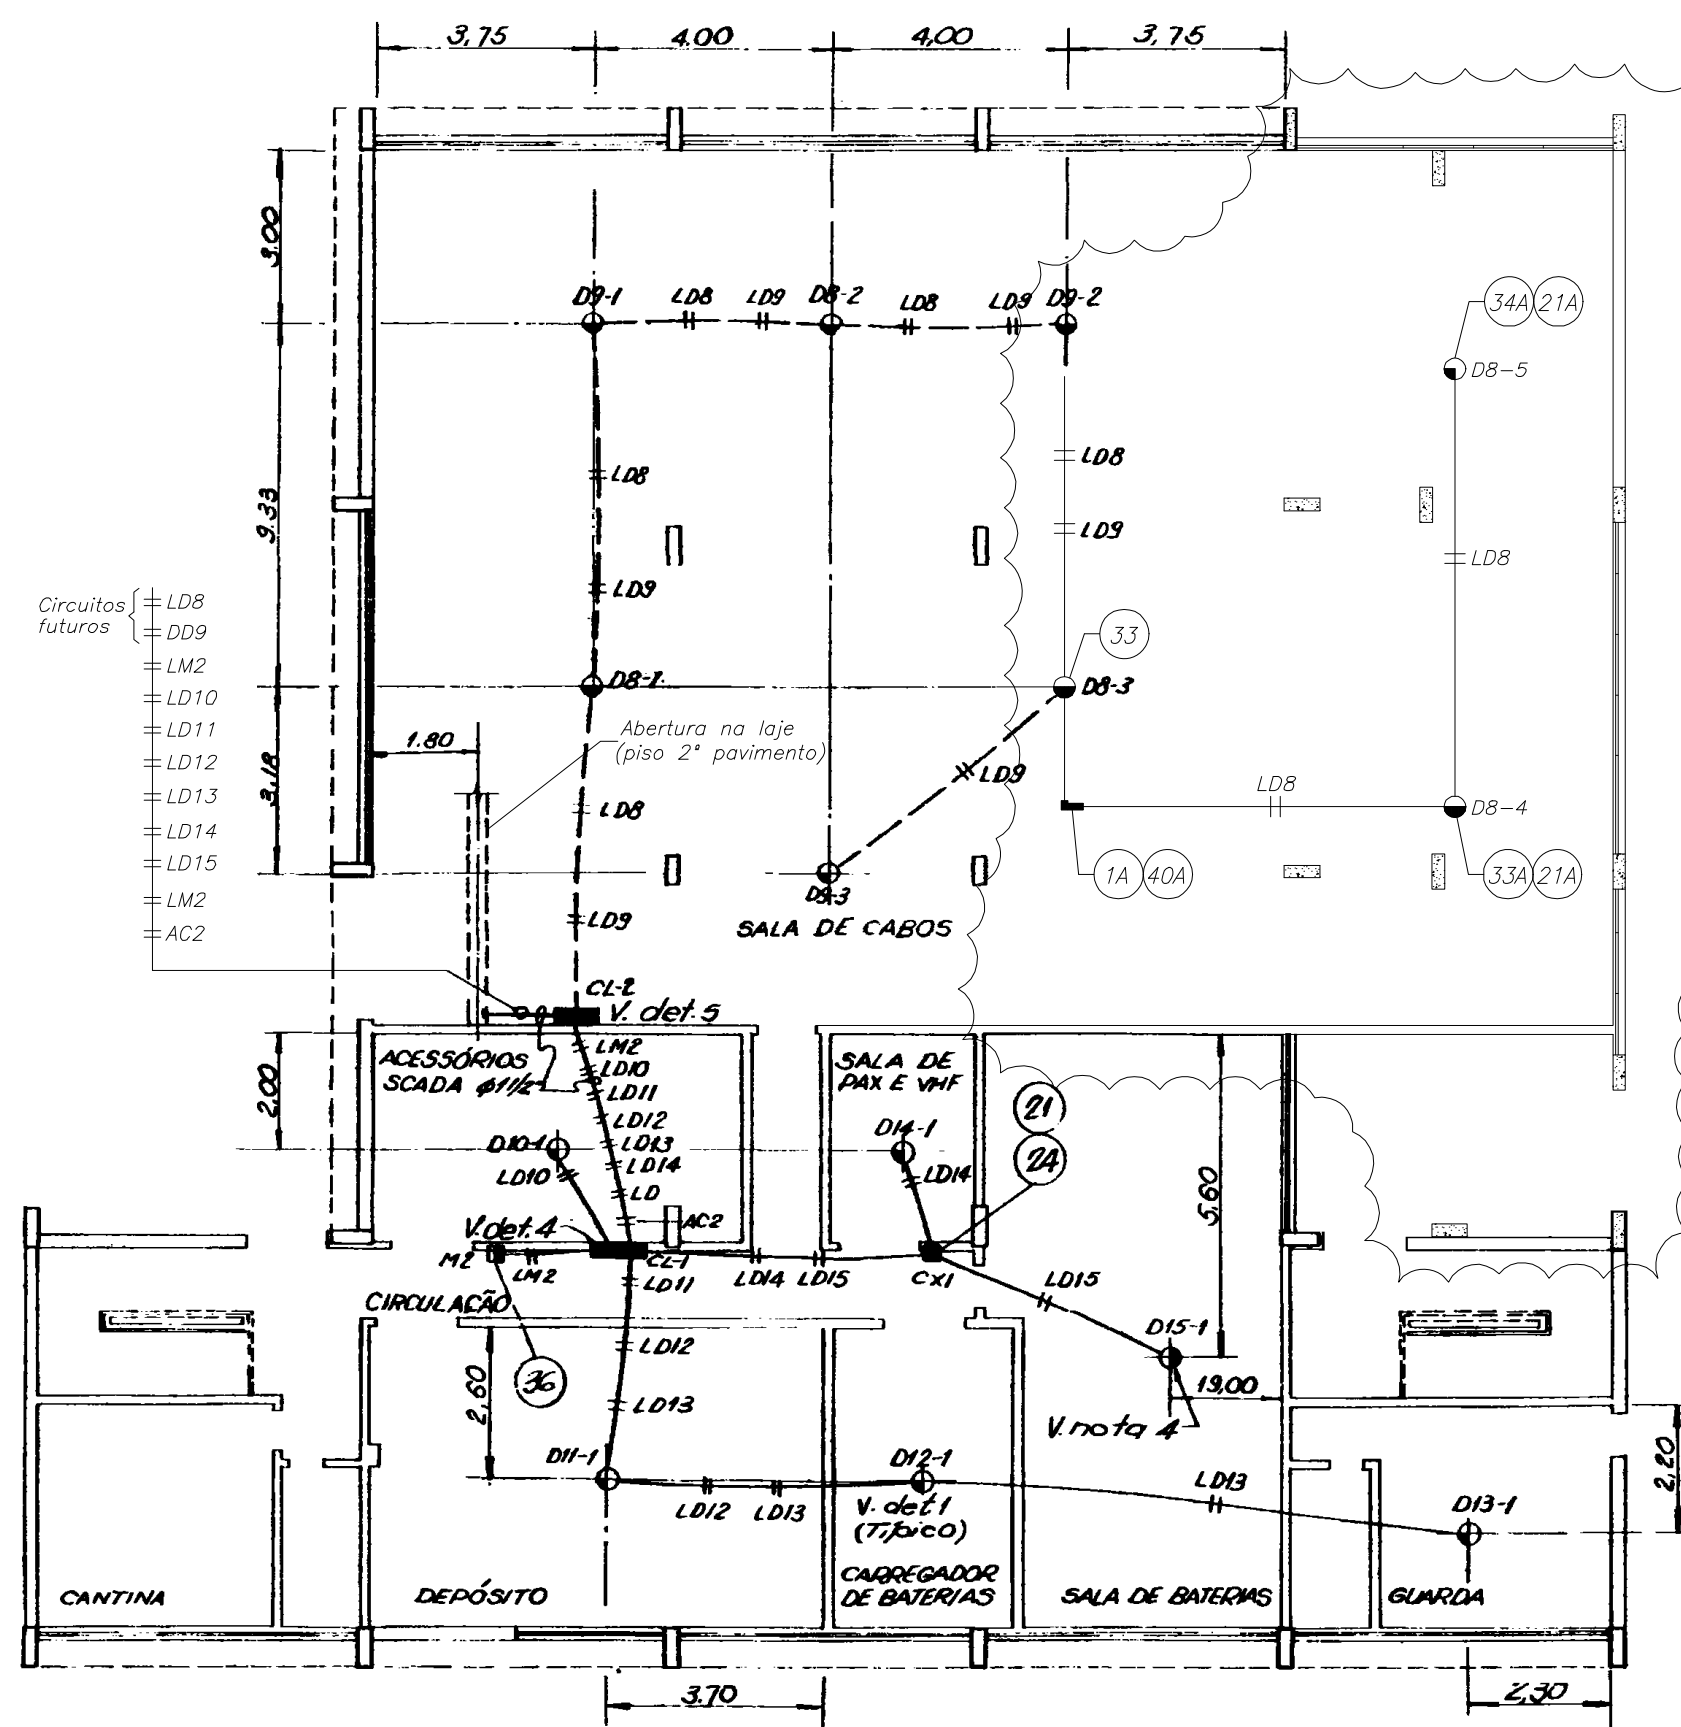 3,75
4.00
4,00
3,75
3.00
D9-1
LD8
LD9
D8-2
LD8
LD9
D9-2
34A
21A
D8-5
LD8
LD8
9.33
LD9
LD9
LD8
Circuitos
futuros
LD8
DD9
LM2
LD10
LD11
LD12
LD13
LD14
LD15
LM2
AC2
33
D8-1
D8-3
1.80
Abertura na laje
(piso 2º pavimento)
3,18
LD9
LD8
LD8
D8-4
1A
40A
33A
21A
D9-3
LD9
SALA DE CABOS
CL-2
V. det.5
ACESSÓRIOS
SCADA ø11/2"
LM2
LD10
LD11
LD12
LD13
LD14
LD
AC2
2,00
SALA DE
PAX E VHF
21
24
D10-1
LD10
D14-1
LD14
5,60
V.det.4
M2
LM2
CL-1
LD11
LD14
LD15
CX1
LD15
CIRCULAÇÃO
D15-1
LD12
36
2,60
LD13
19,00
V. nota 4
D11-1
LD12
LD13
D12-1
V. det1
(Típico)
LD13
D13-1
2,20
CANTINA
DEPÓSITO
CARREGADOR
DE BATERIAS
SALA DE BATERIAS
GUARDA
3.70
2,30